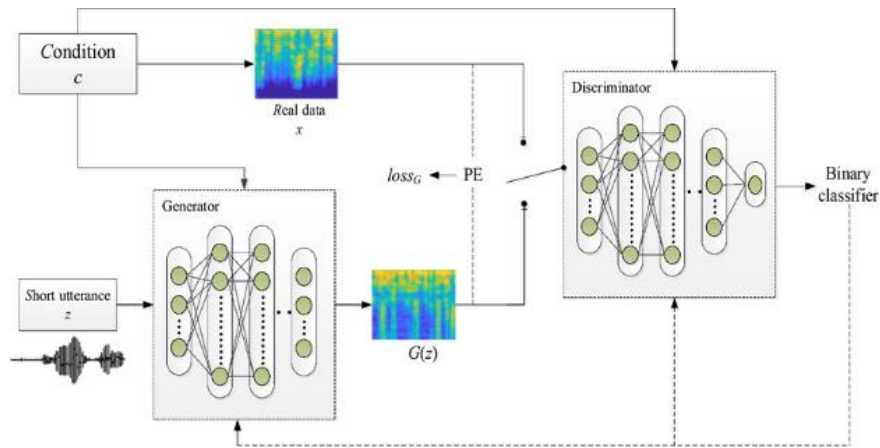 Condition
c
Real data
x
Discriminator
loss_G
PE
Binary
classifier
Generator
Short utterance
z
G(z)